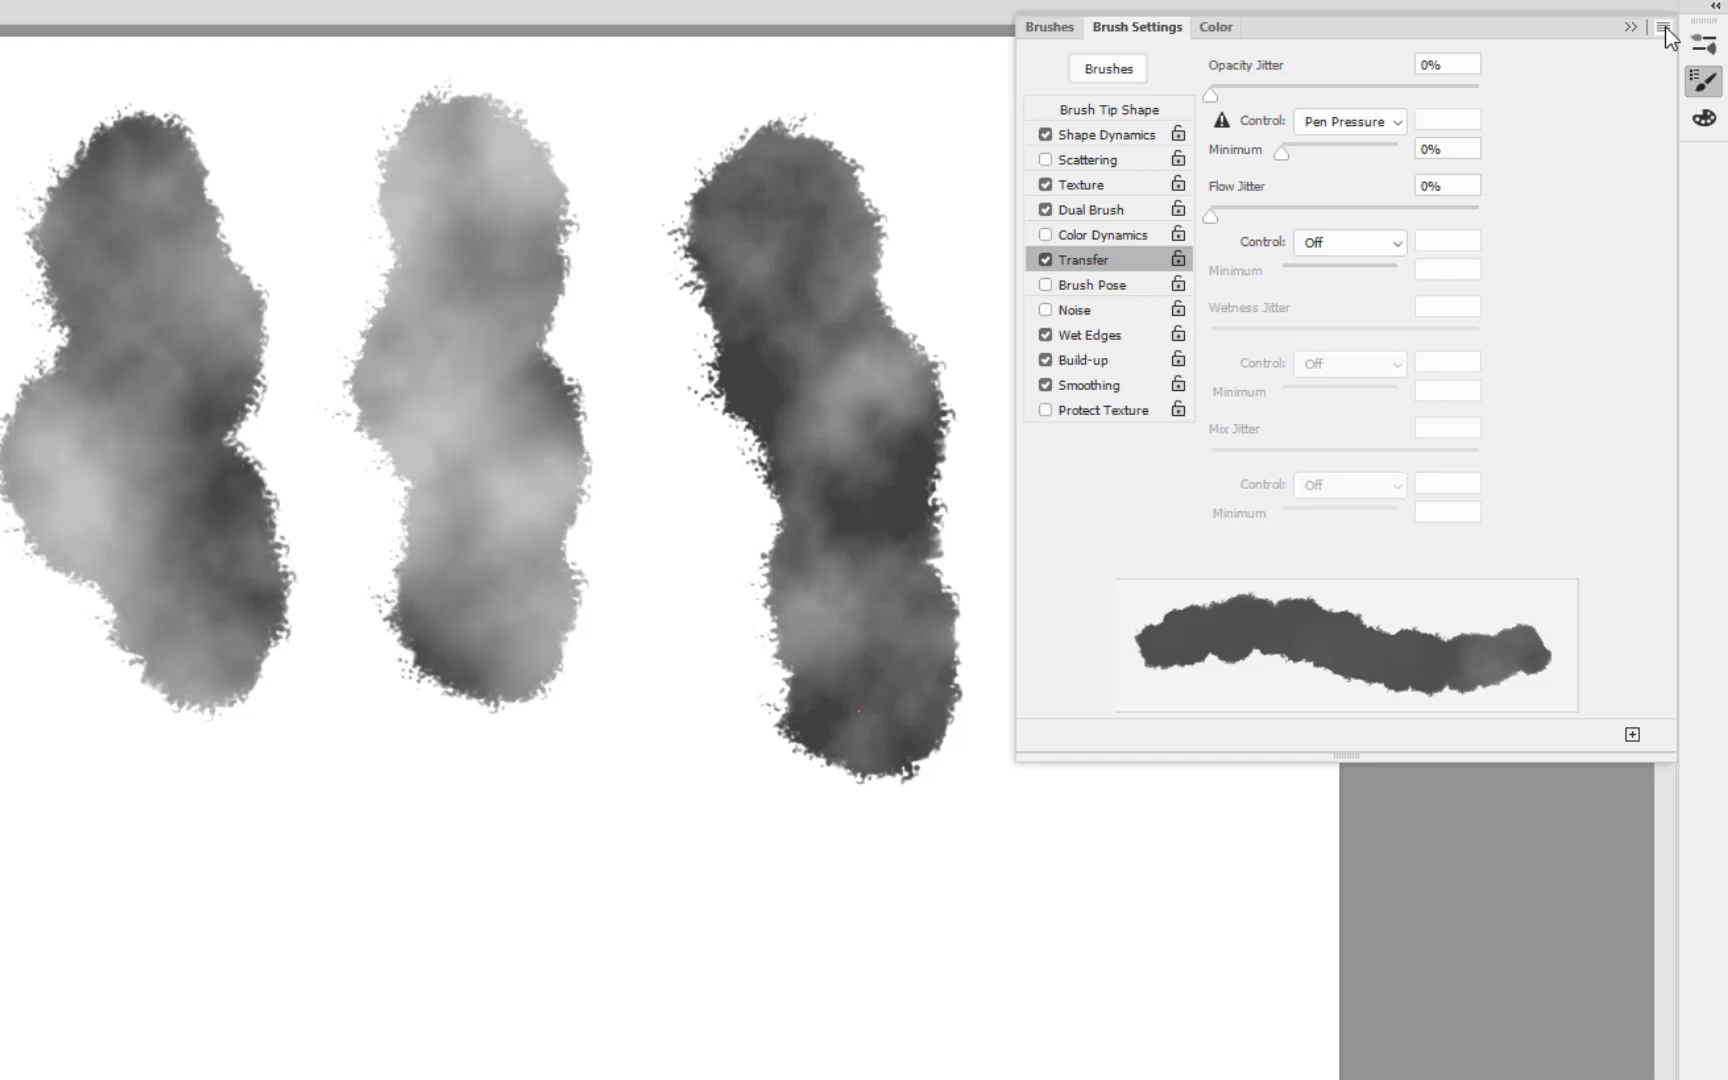 Brushes Brush Settings Color
Brushes
Brush Tip Shape
Shape Dynamics
Scattering
Texture
Dual Brush
Color Dynamics
Transfer
Brush Pose
Noise
Wet Edges
Build-up
Smoothing
Protect Texture
Opacity Jitter 0%
Control: Pen Pressure
Minimum 0%
Flow Jitter 0%
Control: Off
Minimum
Wetness Jitter
Control: Off
Minimum
Mix Jitter
Control: Off
Minimum